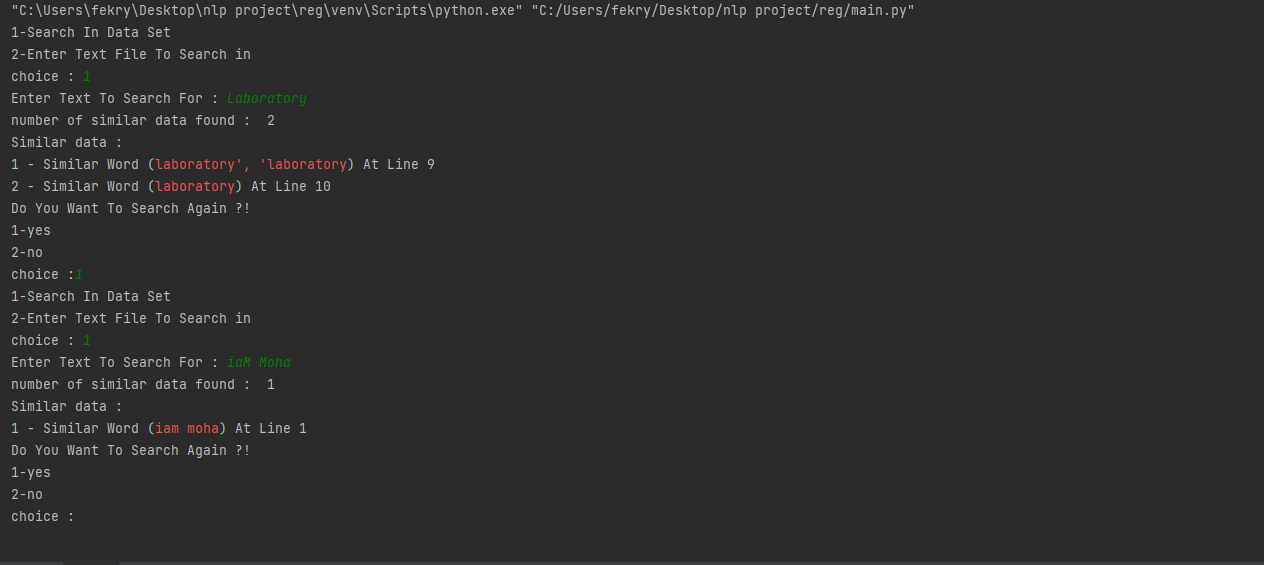 "C:\Users\fekry\Desktop\nlp project\reg\venv\Scripts\python.exe" "C:/Users/fekry/Desktop/nlp project/reg/main.py"
1-Search In Data Set
2-Enter Text File To Search in
choice : 1
Enter Text To Search For : Laboratory
number of similar data found :  2
Similar data :
1 - Similar Word (laboratory', 'laboratory) At Line 9
2 - Similar Word (laboratory) At Line 10
Do You Want To Search Again ?!
1-yes
2-no
choice :1
1-Search In Data Set
2-Enter Text File To Search in
choice : 1
Enter Text To Search For : iaM Moha
number of similar data found :  1
Similar data :
1 - Similar Word (iam moha) At Line 1
Do You Want To Search Again ?!
1-yes
2-no
choice :